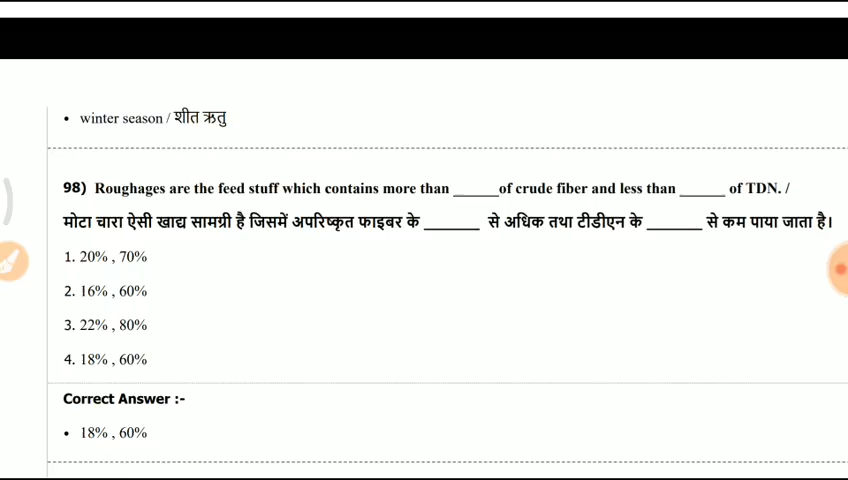 • winter season / शीत ऋतु
98) Roughages are the feed stuff which contains more than ______of crude fiber and less than ______ of TDN. /
मोटा चारा ऐसी खाद्य सामग्री है जिसमें अपरिष्कृत फाइबर के _______ से अधिक तथा टीडीएन के _______ से कम पाया जाता है।
1. 20% , 70%
2. 16% , 60%
3. 22% , 80%
4. 18% , 60%
Correct Answer :-
• 18% , 60%